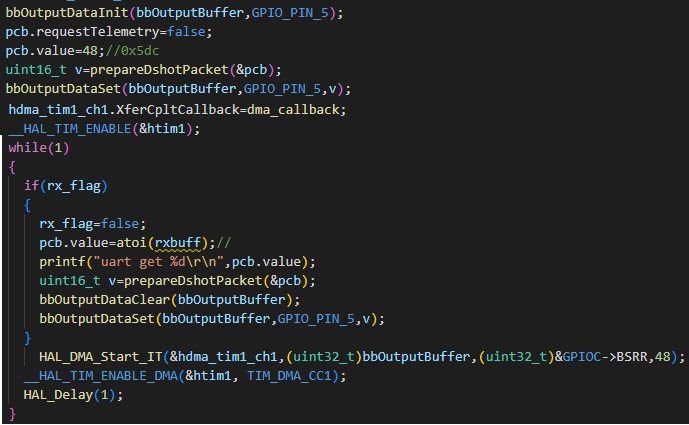 bbOutputDataInit(bbOutputBuffer,GPIO_PIN_5);
pcb.requestTelemetry=false;
pcb.value=48;//0x5dc
uint16_t v=prepareDshotPacket(&pcb);
bbOutputDataSet(bbOutputBuffer,GPIO_PIN_5,v);
hdma_tim1_ch1.XferCpltCallback=dma_callback;
__HAL_TIM_ENABLE(&htim1);
while(1)
{
if(rx_flag)
{
rx_flag=false;
pcb.value=atoi(rxbuff);//
printf("uart get %d\r\n",pcb.value);
uint16_t v=prepareDshotPacket(&pcb);
bbOutputDataClear(bbOutputBuffer);
bbOutputDataSet(bbOutputBuffer,GPIO_PIN_5,v);
}
HAL_DMA_Start_IT(&hdma_tim1_ch1,(uint32_t)bbOutputBuffer,(uint32_t)&GPIOC->BSRR,48);
__HAL_TIM_ENABLE_DMA(&htim1, TIM_DMA_CC1);
HAL_Delay(1);
}